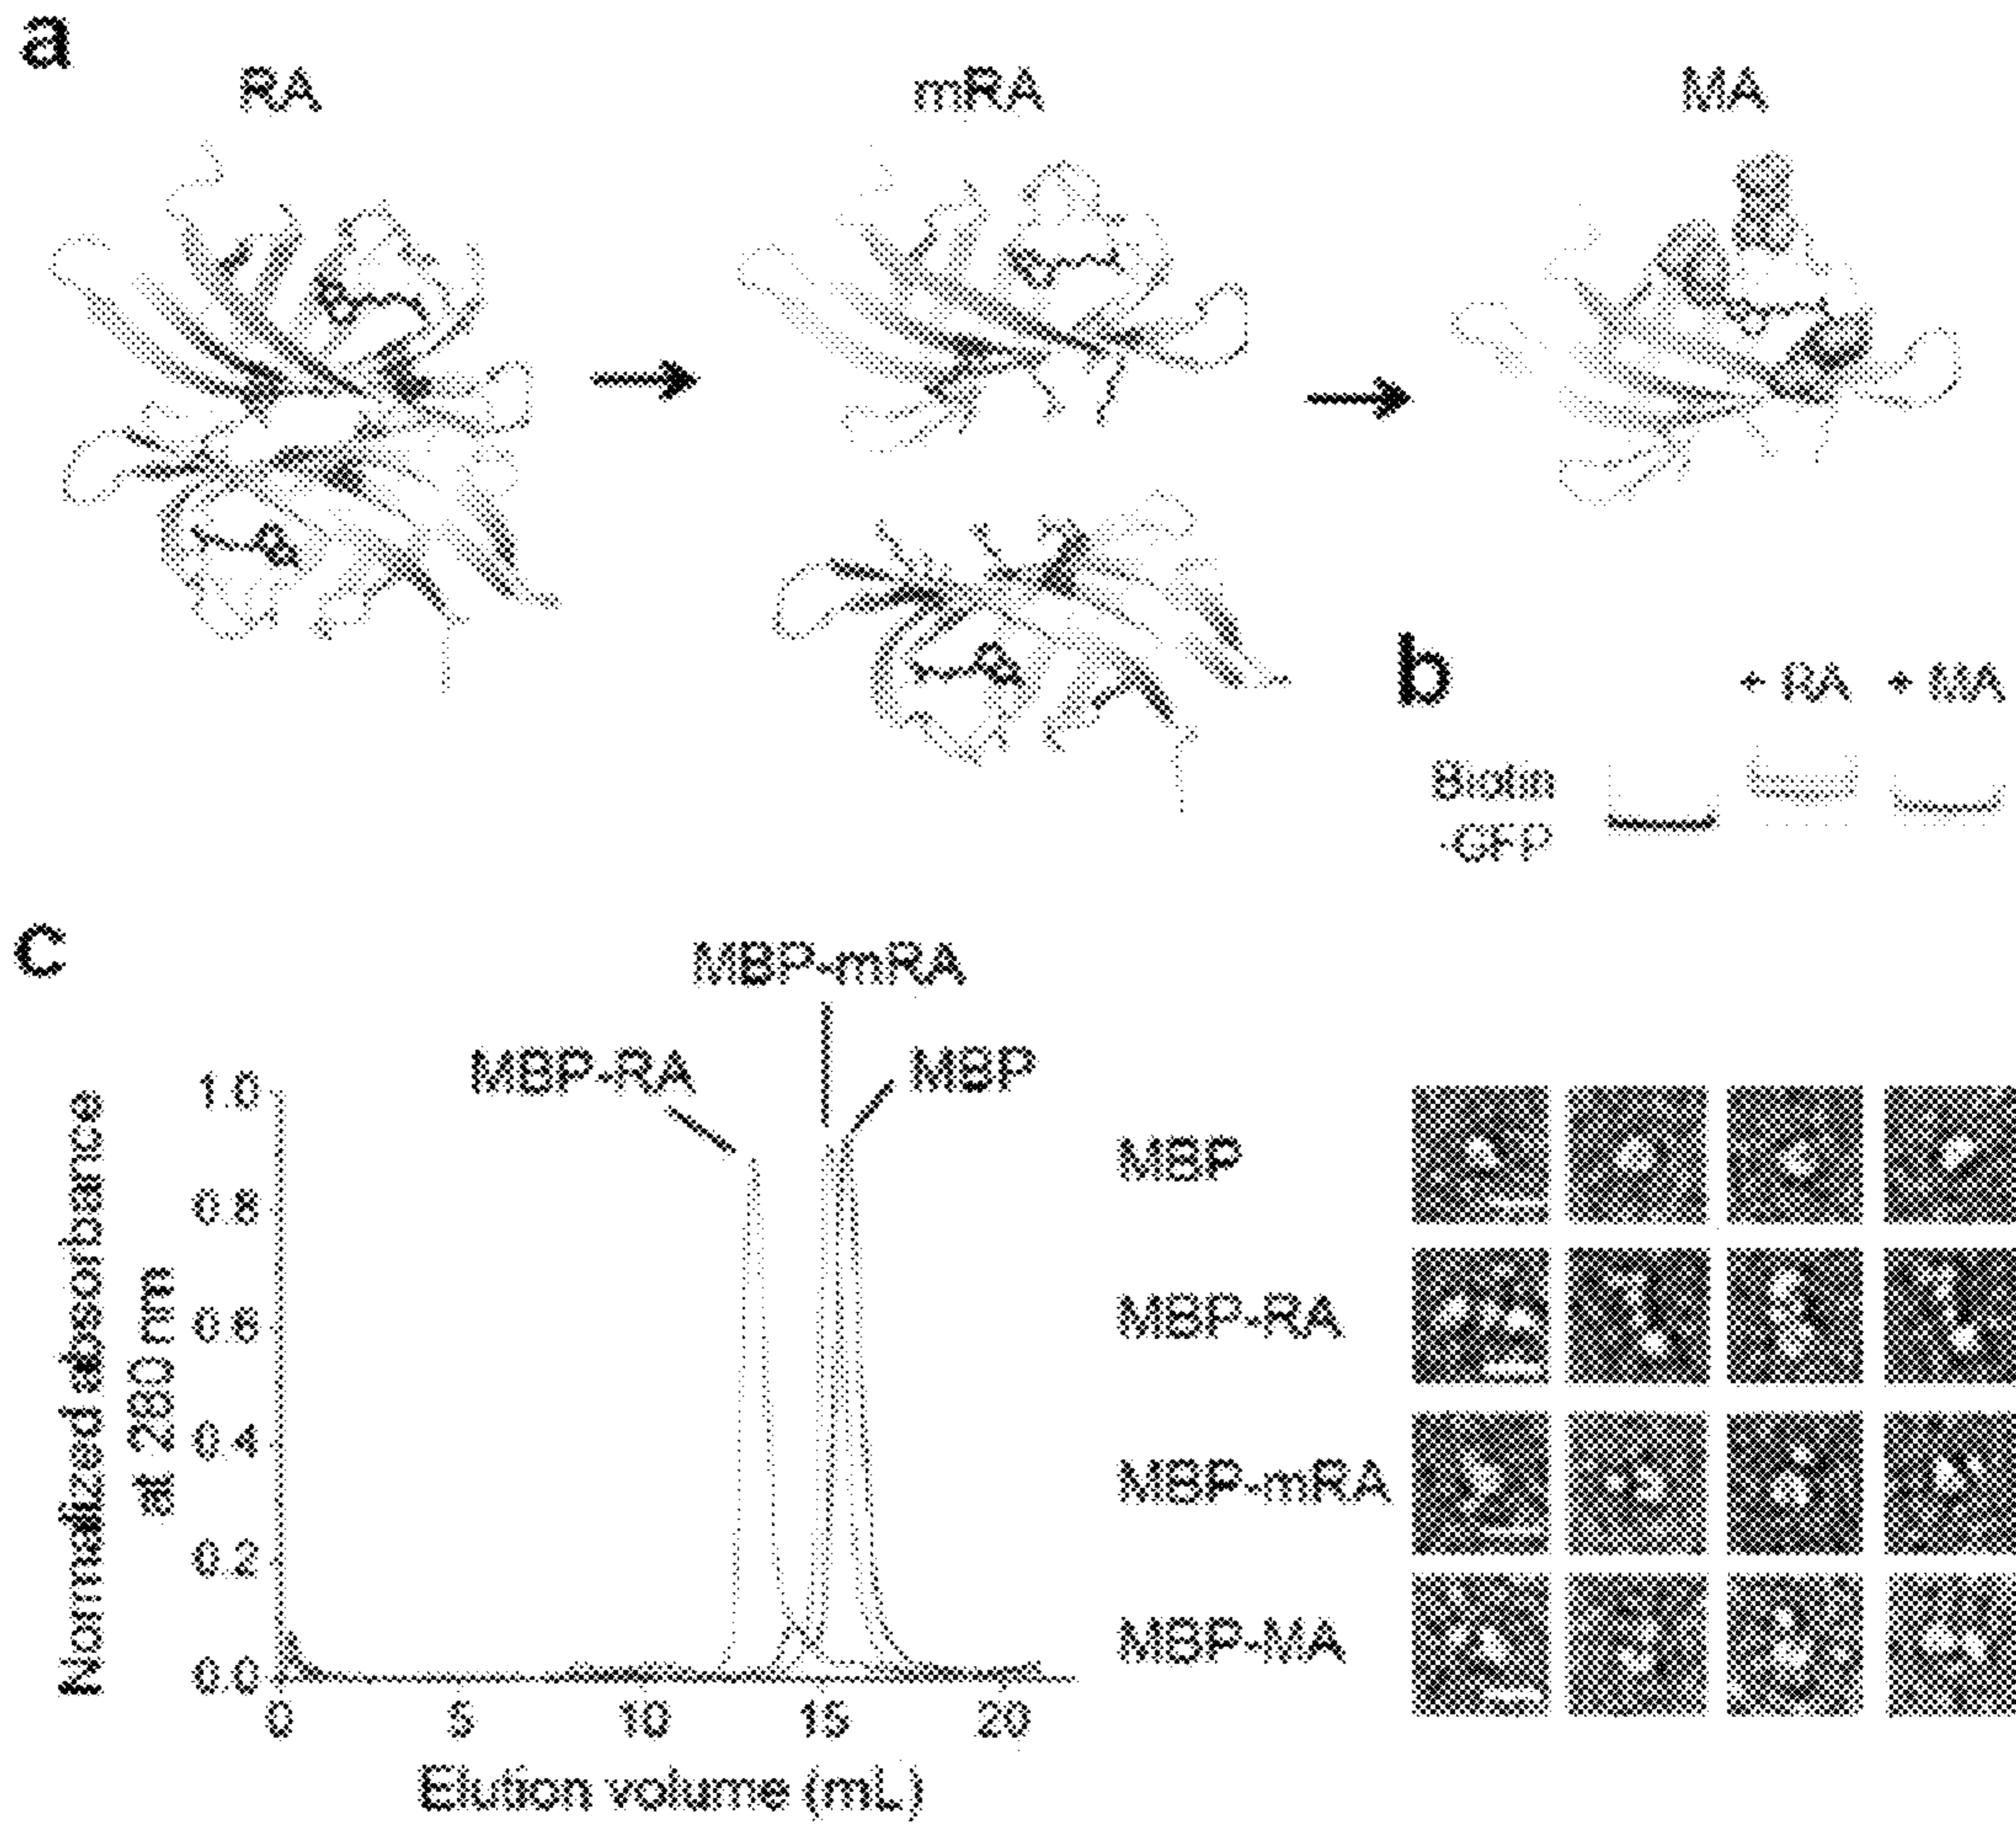 a
RA
mRA
MA
b
+ RA
+ MA
Biotin
-GFP
c
MBP-mRA
MBP-RA
MBP
Normalized absorbance
at 280 nm
1.0
0.8
0.6
0.4
0.2
0.0
0
5
10
15
20
Elution volume (mL)
MBP
MBP-RA
MBP-mRA
MBP-MA